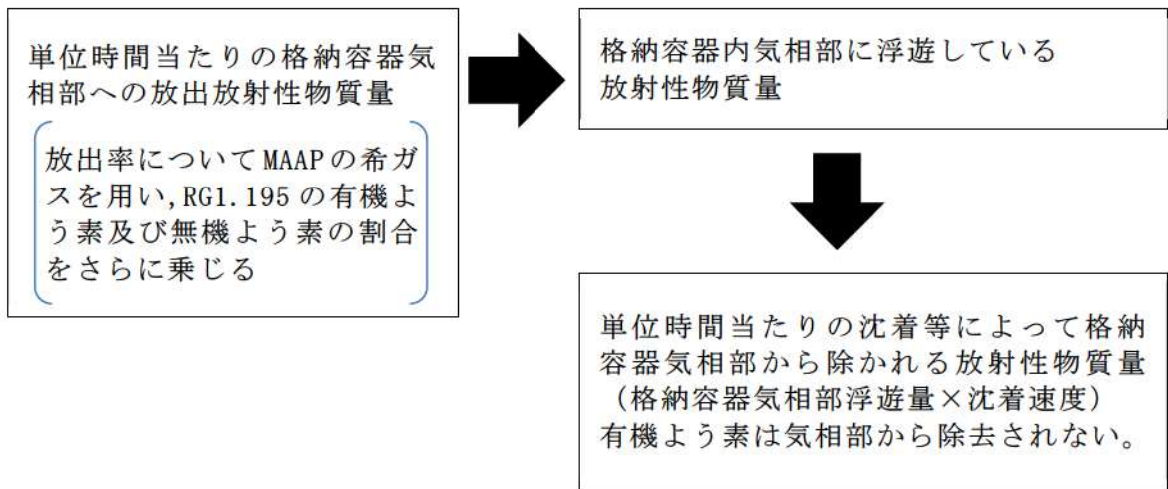 単位時間当たりの格納容器気
相部への放出放射性物質量
放出率についてMAAPの希ガ
スを用い,RG1.195の有機よ
う素及び無機よう素の割合
をさらに乗じる
格納容器内気相部に浮遊している
放射性物質量
単位時間当たりの沈着等によって格納
容器気相部から除かれる放射性物質量
（格納容器気相部浮遊量×沈着速度）
有機よう素は気相部から除去されない。